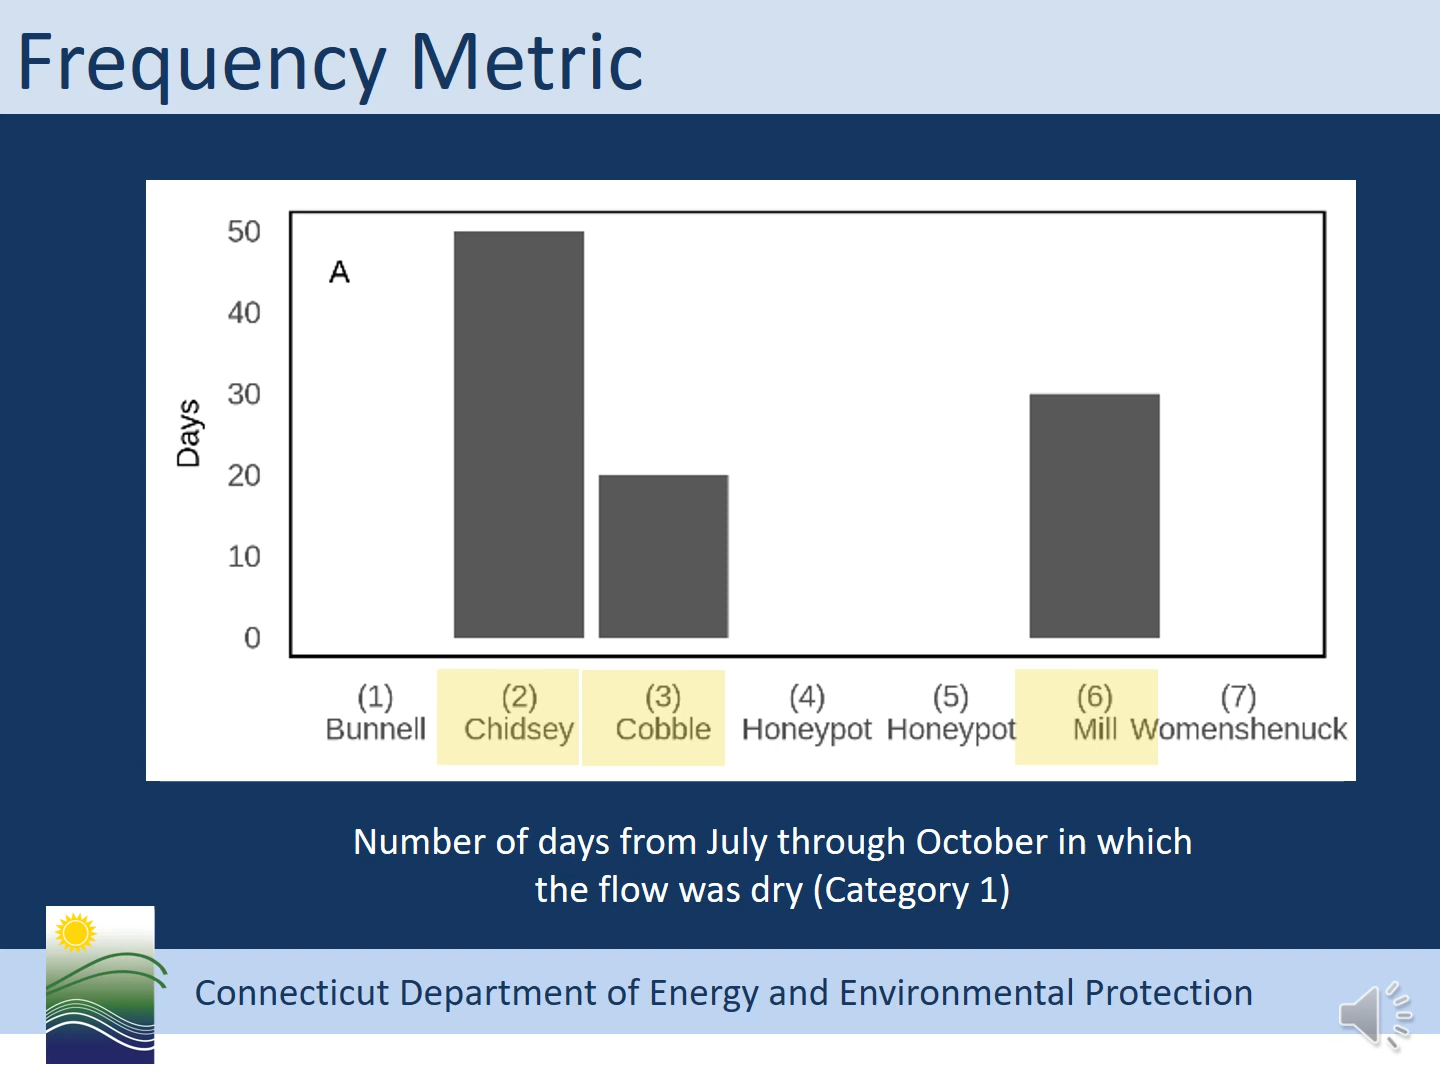 Frequency Metric
A
50
40
30
20
10
0
Days
(1) (2) (3) (4) (5) (6) (7)
Bunnell Chidsey Cobble Honeypot Honeypot Mill Womenshenuck
Number of days from July through October in which
the flow was dry (Category 1)
Connecticut Department of Energy and Environmental Protection